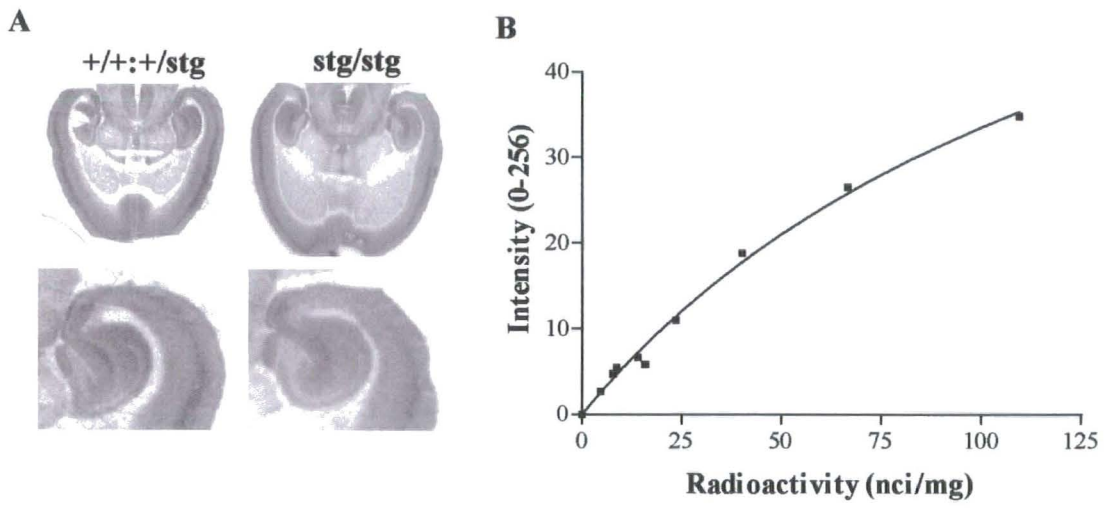 A
B
+/+:+/stg
stg/stg
40
30
20
10
0
Intensity (0-256)
0
25
50
75
100
125
Radioactivity (nci/mg)